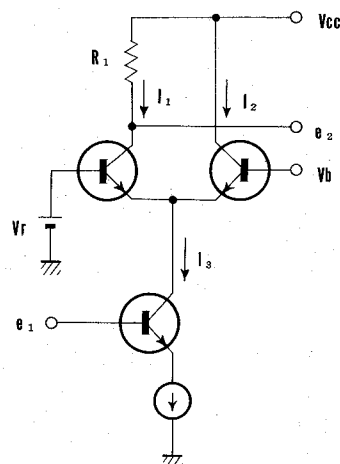 Vcc
R₁
I₁
I₂
e₂
Vb
Vr
I₃
e₁